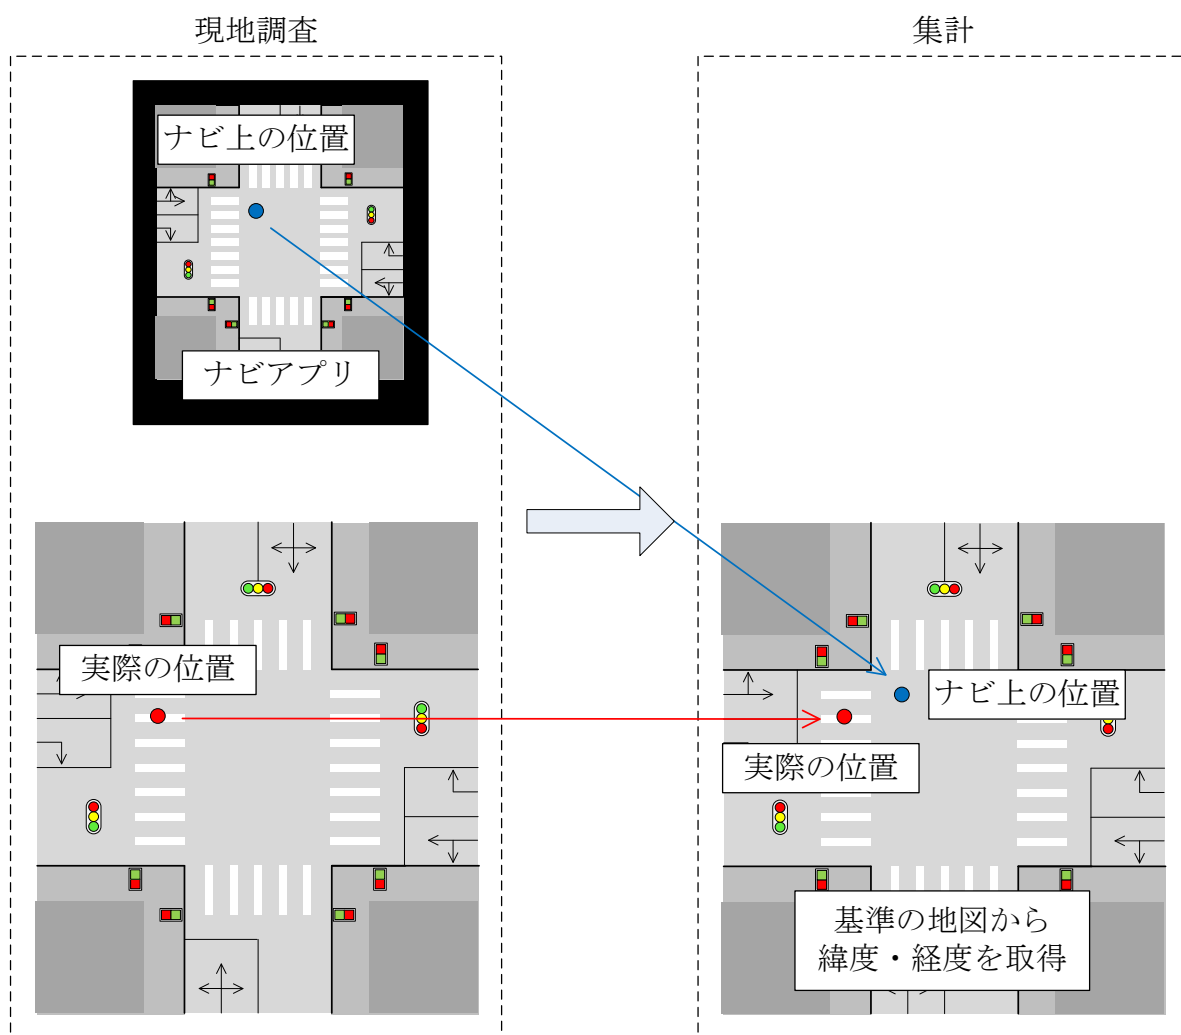 現地調査
集計
ナビ上の位置
ナビアプリ
実際の位置
ナビ上の位置
実際の位置
基準の地図から
緯度・経度を取得